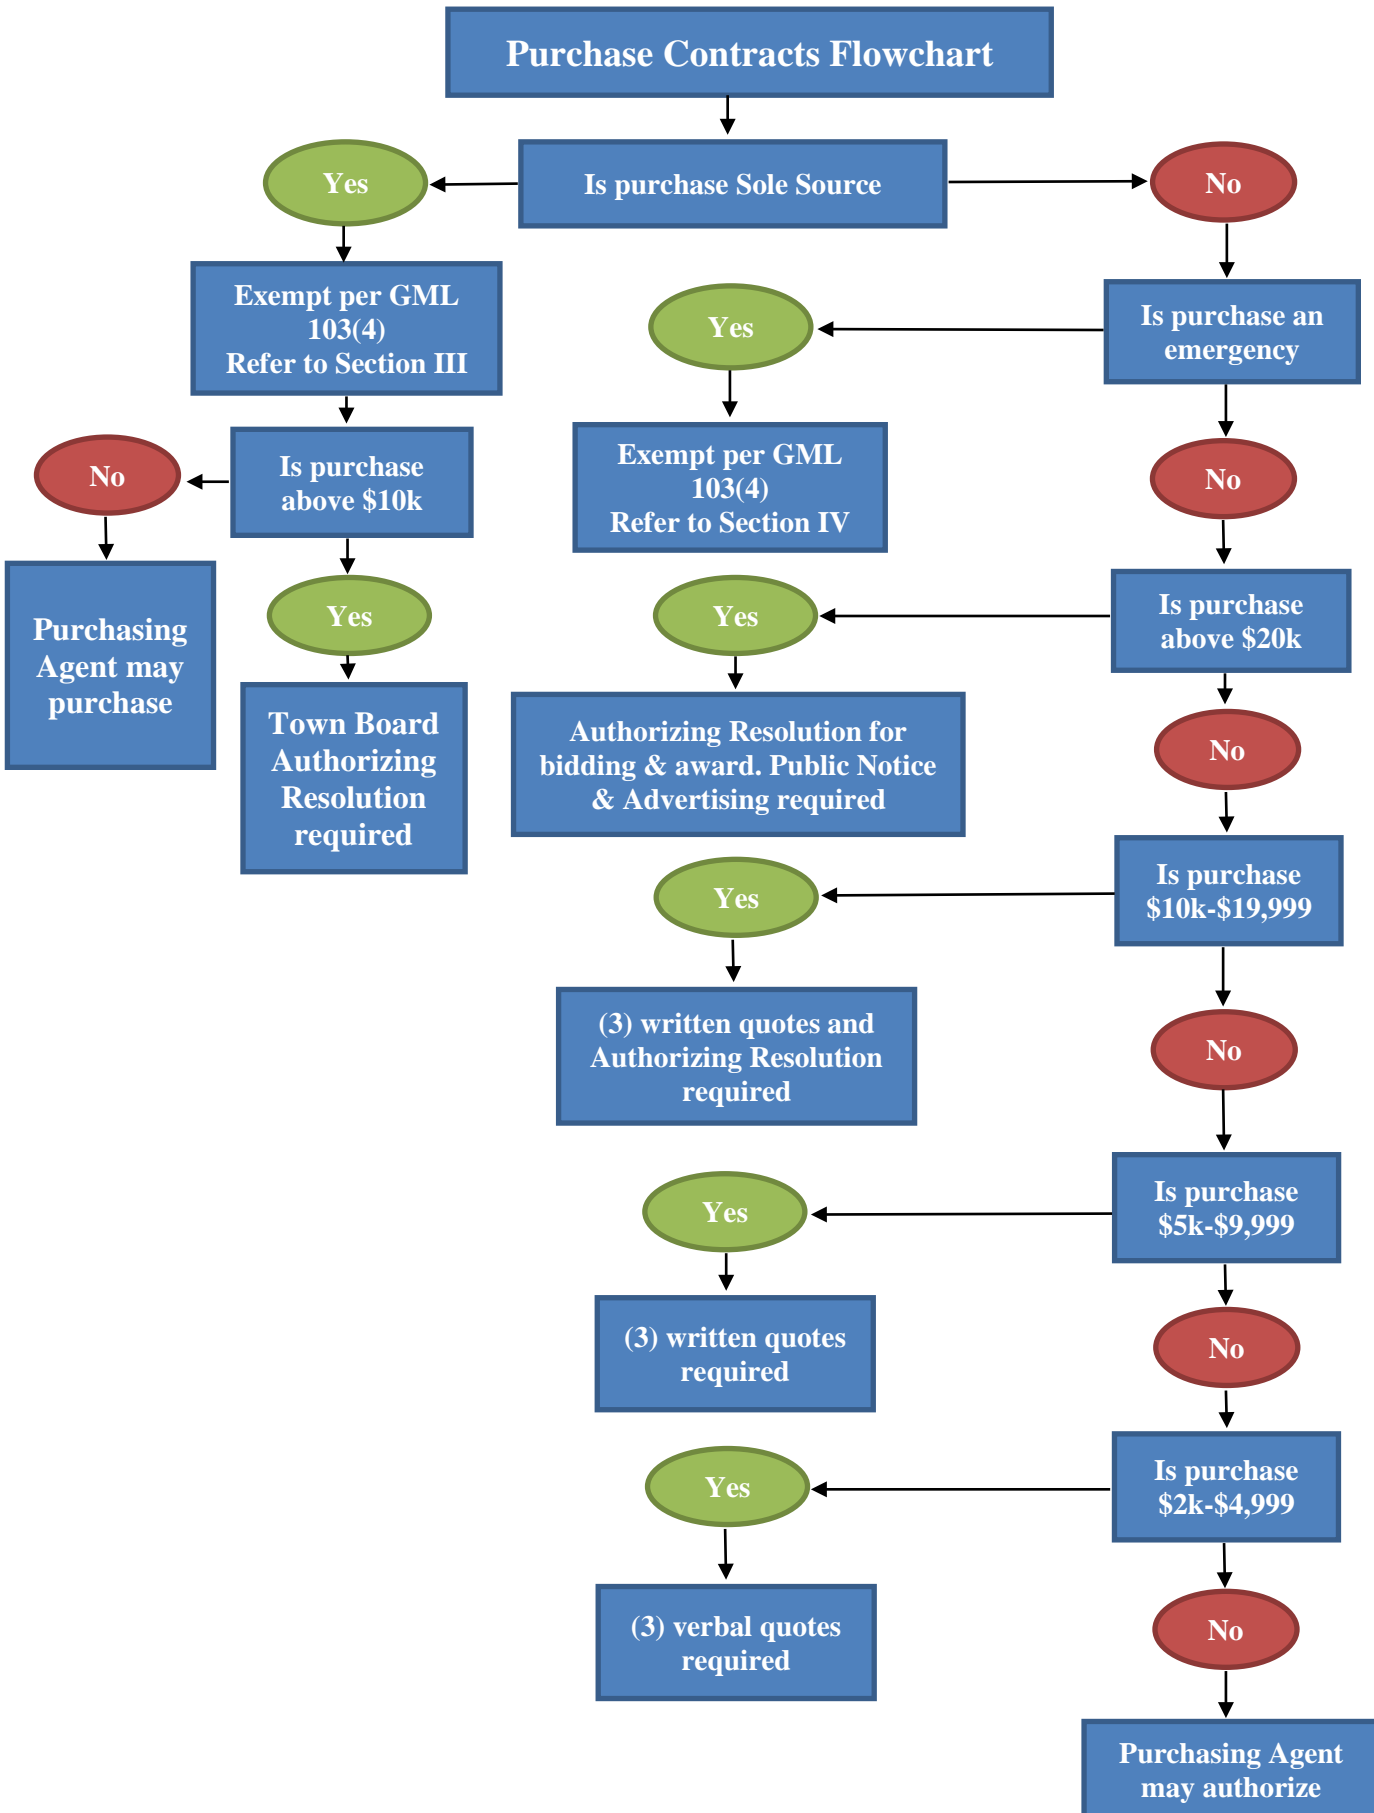 Purchase Contracts Flowchart
Is purchase Sole Source
Yes
No
Exempt per GML
103(4)
Refer to Section III
Is purchase
above $10k
No
Purchasing
Agent may
purchase
Yes
Town Board
Authorizing
Resolution
required
Is purchase an
emergency
Yes
Exempt per GML
103(4)
Refer to Section IV
No
Is purchase
above $20k
Yes
Authorizing Resolution for
bidding & award. Public Notice
& Advertising required
No
Is purchase
$10k-$19,999
Yes
(3) written quotes and
Authorizing Resolution
required
No
Is purchase
$5k-$9,999
Yes
(3) written quotes
required
No
Is purchase
$2k-$4,999
Yes
(3) verbal quotes
required
No
Purchasing Agent
may authorize